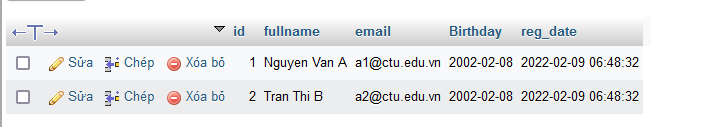 id fullname email Birthday reg_date
Sửa Chép Xóa bỏ 1 Nguyen Van A a1@ctu.edu.vn 2002-02-08 2022-02-09 06:48:32
Sửa Chép Xóa bỏ 2 Tran Thi B a2@ctu.edu.vn 2002-02-08 2022-02-09 06:48:32